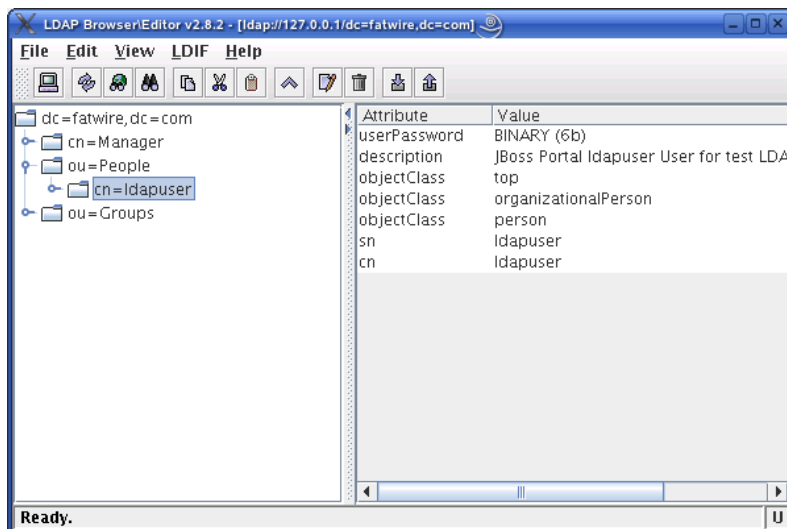 LDAP Browser\Editor v2.8.2 - [ldap://127.0.0.1/dc=fatwire,dc=com]
File Edit View LDIF Help
dc=fatwire,dc=com
cn=Manager
ou=People
cn=ldapuser
ou=Groups
Attribute Value
userPassword BINARY (6b)
description JBoss Portal ldapuser User for test LDA
objectClass top
objectClass organizationalPerson
objectClass person
sn ldapuser
cn ldapuser
Ready. U